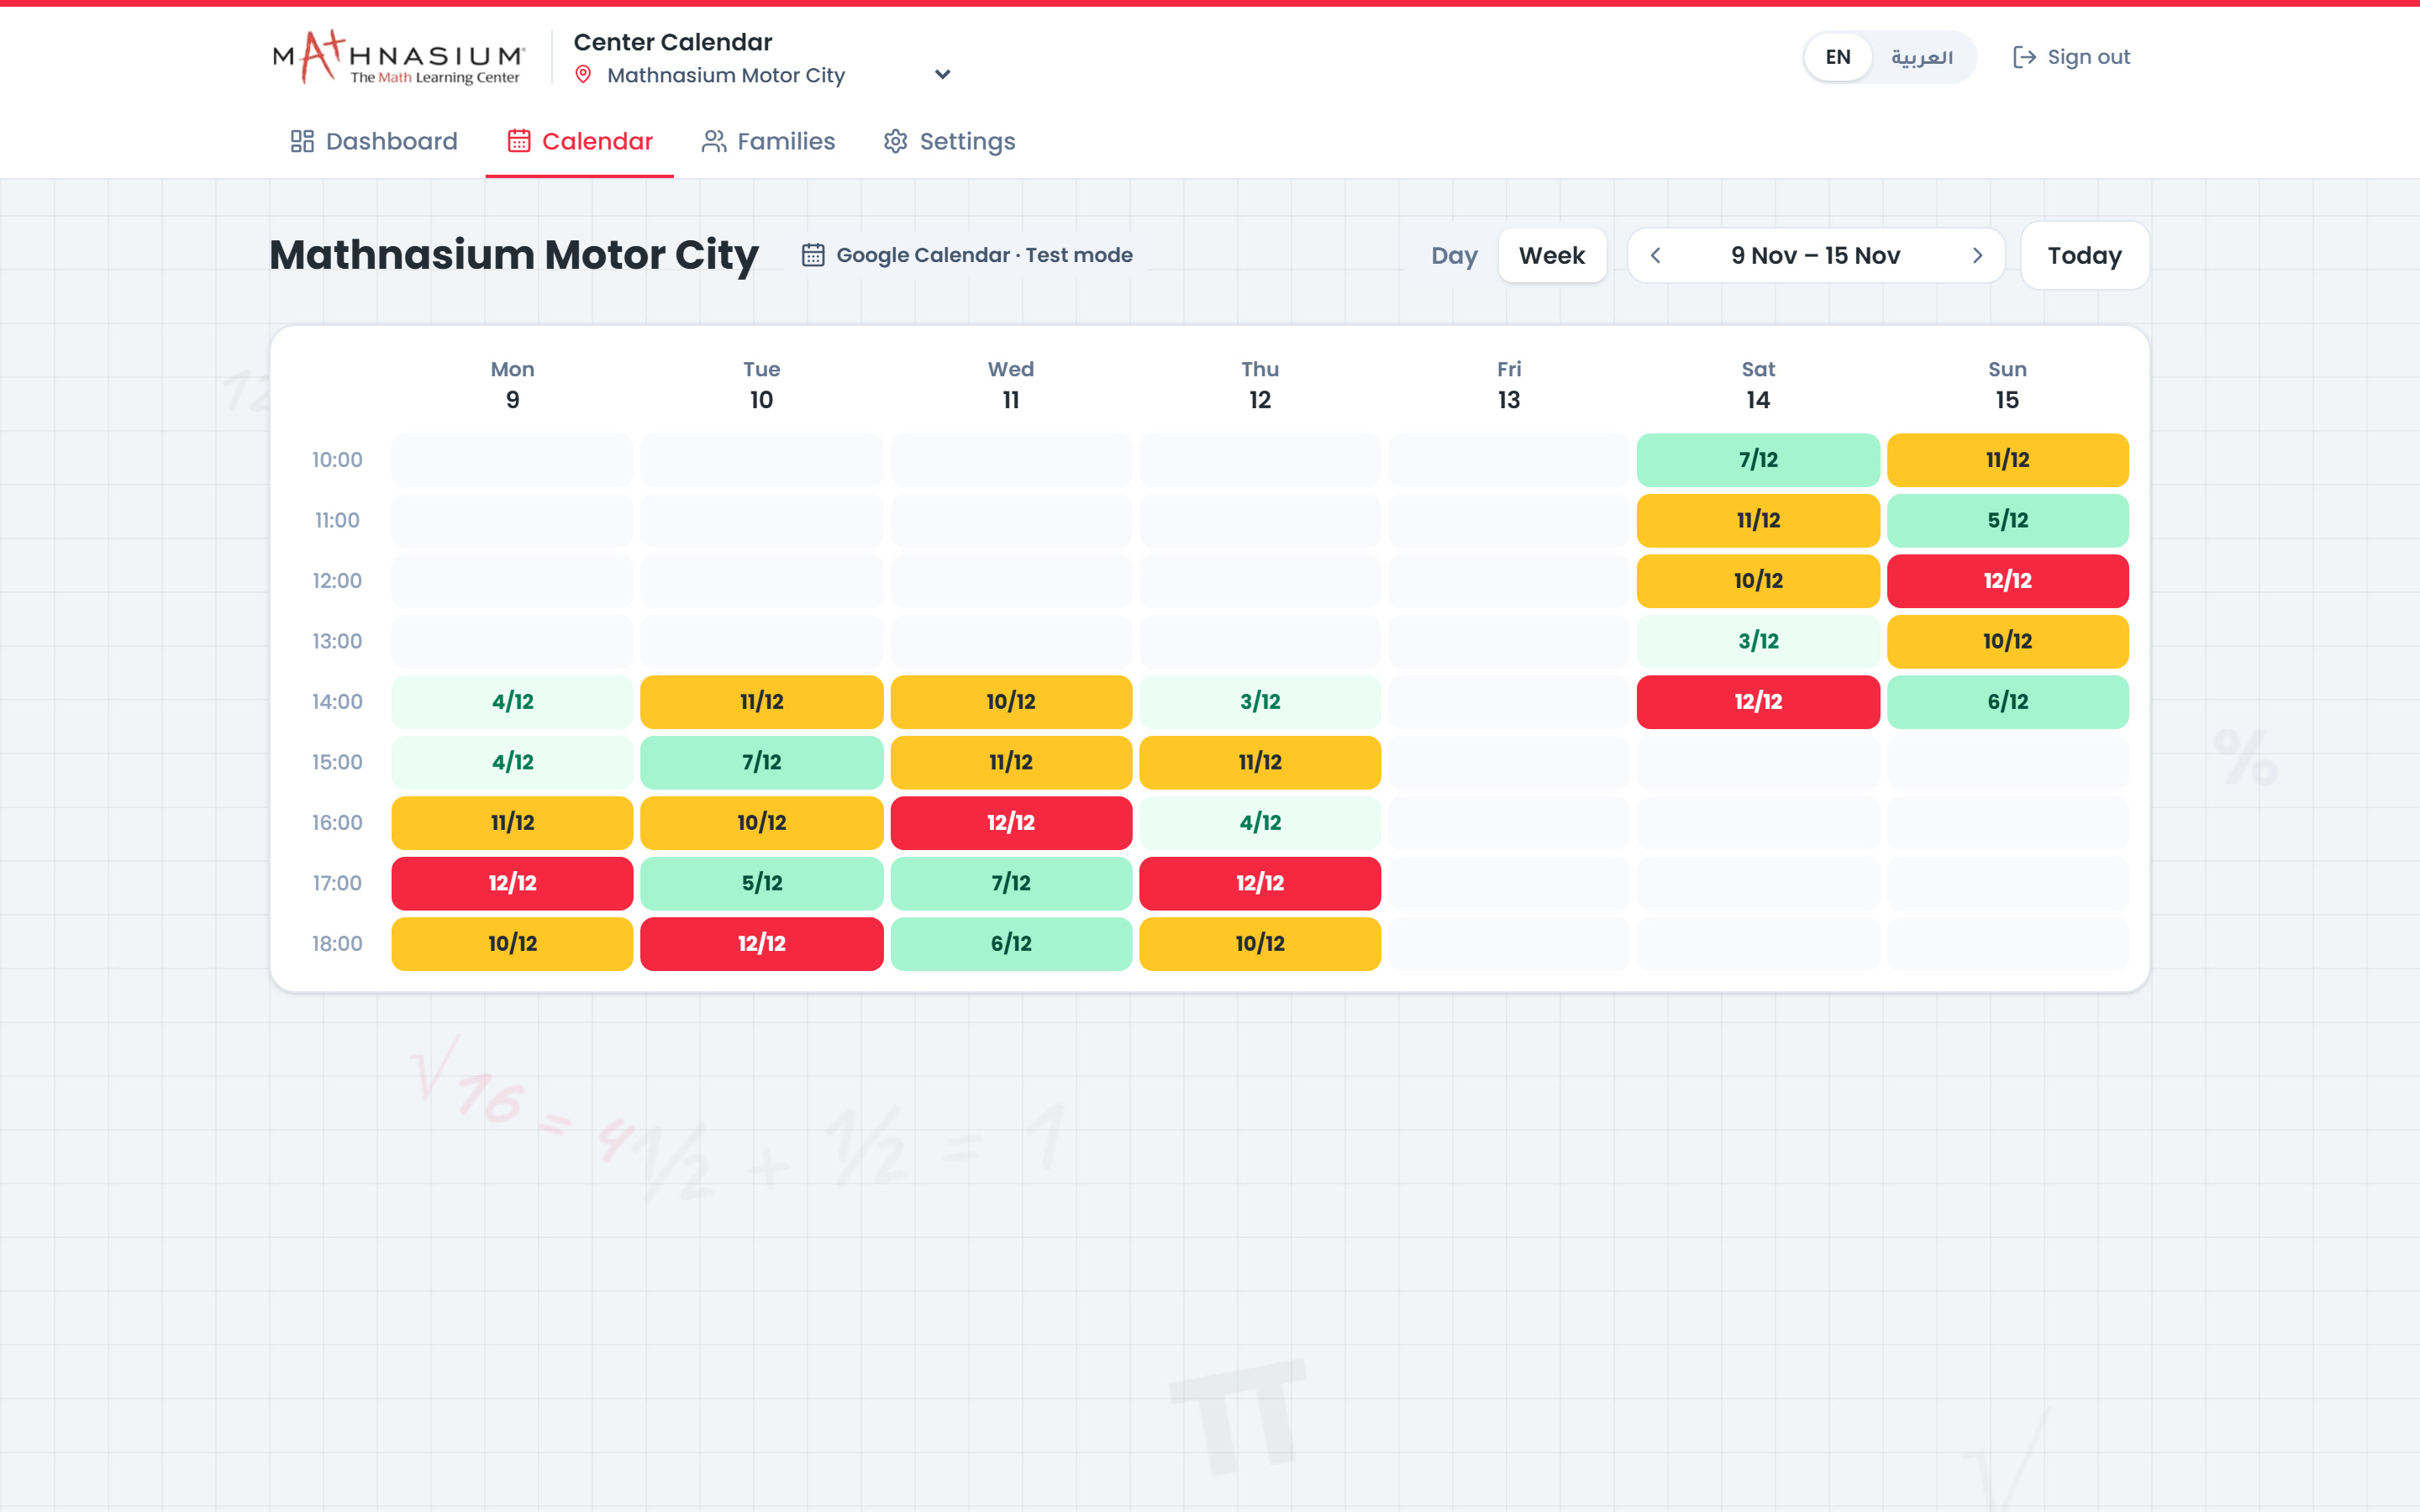 MATHNASIUM
The Math Learning Center
Center Calendar
Mathnasium Motor City
EN العربية Sign out
Dashboard Calendar Families Settings
Mathnasium Motor City Google Calendar · Test mode Day Week 9 Nov – 15 Nov Today
Mon Tue Wed Thu Fri Sat Sun
9 10 11 12 13 14 15
10:00 7/12 11/12
11:00 11/12 5/12
12:00 10/12 12/12
13:00 3/12 10/12
14:00 4/12 11/12 10/12 3/12 12/12 6/12
15:00 4/12 7/12 11/12 11/12
16:00 11/12 10/12 12/12 4/12
17:00 12/12 5/12 7/12 12/12
18:00 10/12 12/12 6/12 10/12
12
%
√16 = 4
½ + ½ = 1
π
√